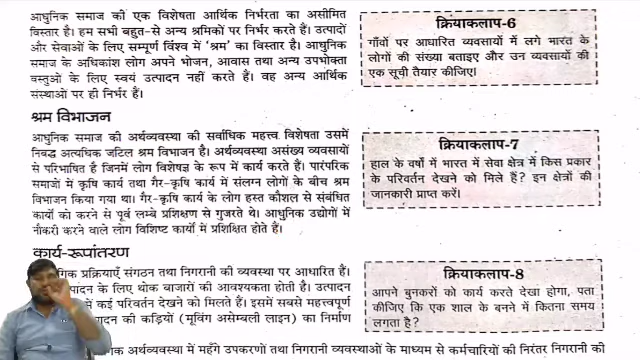 आधुनिक समाज की एक विशेषता आर्थिक निर्भरता का असीमित
विस्तार है। हम सभी बहुत-से अन्य श्रमिकों पर निर्भर करते हैं। उत्पादों
और सेवाओं के लिए सम्पूर्ण विश्व में 'श्रम' का विस्तार है। आधुनिक
समाज के अधिकांश लोग अपने भोजन, आवास तथा अन्य उपभोक्ता
वस्तुओं के लिए स्वयं उत्पादन नहीं करते हैं। वह अन्य आर्थिक
संस्थाओं पर ही निर्भर हैं।
श्रम विभाजन
आधुनिक समाज की अर्थव्यवस्था की सर्वाधिक महत्त्व विशेषता उसमें
निबद्ध अत्यधिक जटिल श्रम विभाजन है। अर्थव्यवस्था असंख्य व्यवसायों
से परिभाषित है जिनमें लोग विशेषज्ञ के रूप में कार्य करते हैं। पारंपरिक
समाजों में कृषि कार्य तथा गैर-कृषि कार्य में संलग्न लोगों के बीच श्रम
विभाजन किया गया था। गैर-कृषि कार्य के लोग हस्त कौशल से संबंधित
कार्यों को करने से पूर्व लम्बे प्रशिक्षण से गुजरते थे। आधुनिक उद्योगों में
नौकरी करने वाले लोग विशिष्ट कार्यों में प्रशिक्षित होते हैं।
कार्य-रूपांतरण
गिक प्रक्रियाएँ संगठन तथा निगरानी की व्यवस्था पर आधारित हैं।
पादन के लिए थोक बाजारों की आवश्यकता होती है। उत्पादन
में कई परिवर्तन देखने को मिलते हैं। इसमें सबसे महत्त्वपूर्ण
पादन की कड़ियों (मूविंग असेम्बली लाइन) का निर्माण
गिक अर्थव्यवस्था में महँगे उपकरणों तथा निगरानी व्यवस्थाओं के माध्यम से कर्मचारियों की निरंतर निगरानी की
क्रियाकलाप-6
गाँवों पर आधारित व्यवसायों में लगे भारत के
लोगों की संख्या बताइए और उन व्यवसायों की
एक सूची तैयार कीजिए।
क्रियाकलाप-7
हाल के वर्षों में भारत में सेवा क्षेत्र में किस प्रकार
के परिवर्तन देखने को मिले हैं? इन क्षेत्रों की
जानकारी प्राप्त करें।
क्रियाकलाप-8
आपने बुनकरों को कार्य करते देखा होगा, पता
कीजिए कि एक शाल के बनने में कितना समय
लगता है?